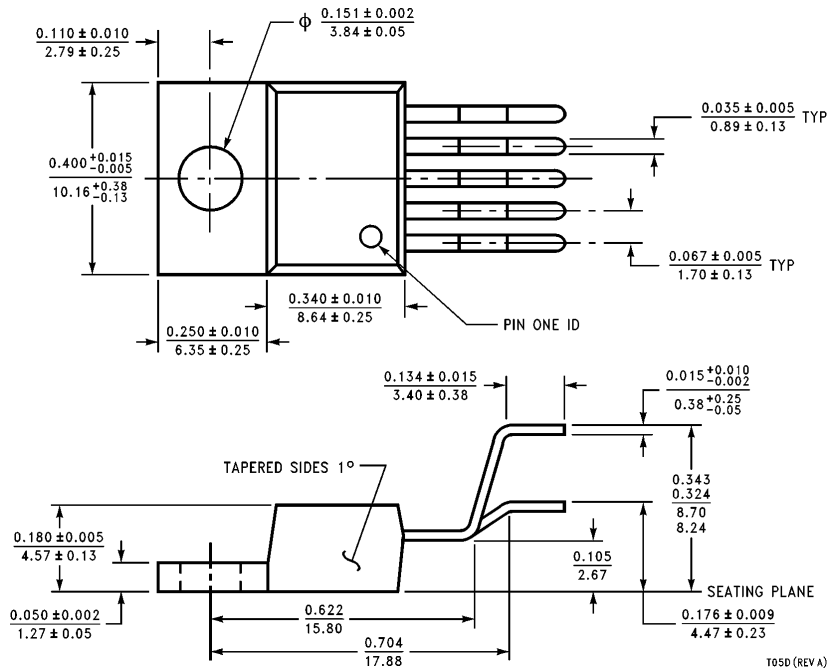 ϕ 0.151 ± 0.002
3.84 ± 0.05
0.110 ± 0.010
2.79 ± 0.25
0.035 ± 0.005 TYP
0.89 ± 0.13
0.400 +0.015 -0.005
10.16 +0.38 -0.13
0.067 ± 0.005 TYP
1.70 ± 0.13
0.340 ± 0.010
8.64 ± 0.25
PIN ONE ID
0.250 ± 0.010
6.35 ± 0.25
0.134 ± 0.015
3.40 ± 0.38
0.015 +0.010 -0.002
0.38 +0.25 -0.05
TAPERED SIDES 1°
0.343
0.324
8.70
8.24
0.180 ± 0.005
4.57 ± 0.13
0.105
2.67
SEATING PLANE
0.050 ± 0.002
1.27 ± 0.05
0.622
15.80
0.176 ± 0.009
4.47 ± 0.23
0.704
17.88
T05D (REV A)